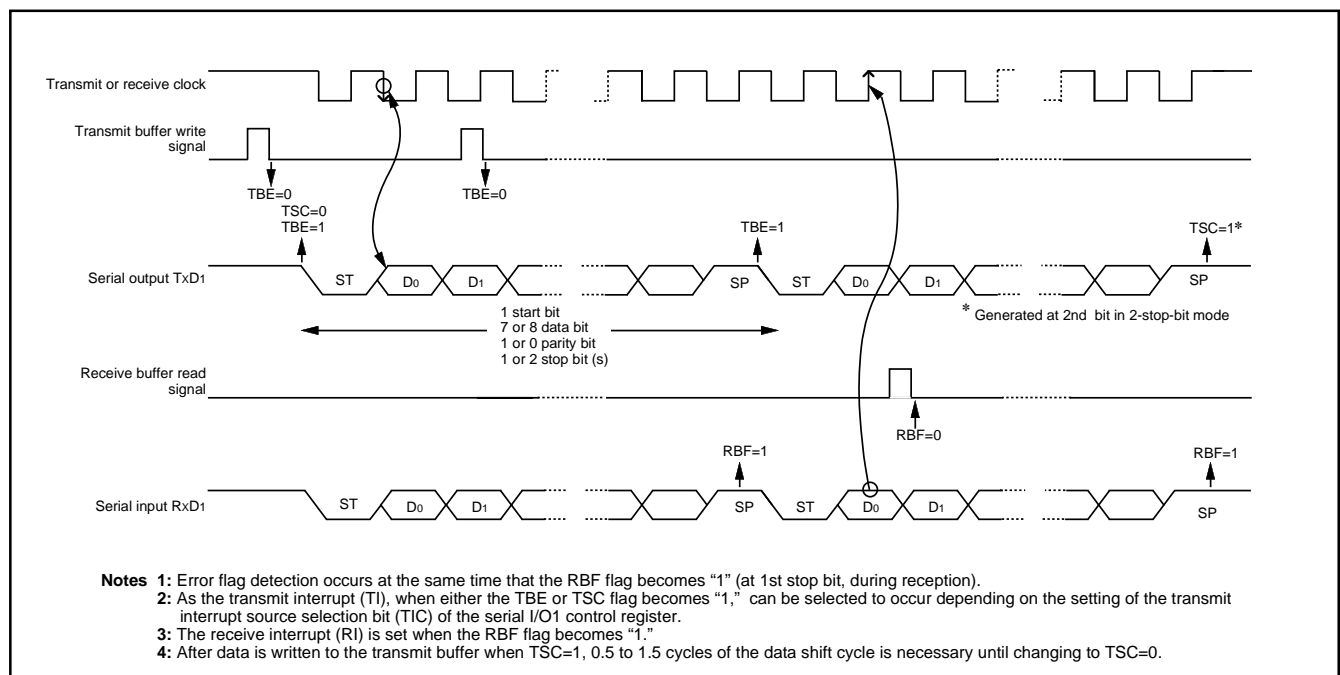 Transmit or receive clock
Transmit buffer write
signal
TBE=0
TBE=0
TSC=0
TBE=1
TBE=1
TSC=1*
Serial output TxD1
ST
D0
D1
SP
ST
D0
D1
SP
* Generated at 2nd bit in 2-stop-bit mode
1 start bit
7 or 8 data bit
1 or 0 parity bit
1 or 2 stop bit (s)
Receive buffer read
signal
RBF=0
RBF=1
RBF=1
Serial input RxD1
ST
D0
D1
SP
ST
D0
D1
SP
Notes 1: Error flag detection occurs at the same time that the RBF flag becomes “1” (at 1st stop bit, during reception).
2: As the transmit interrupt (TI), when either the TBE or TSC flag becomes “1,” can be selected to occur depending on the setting of the transmit
interrupt source selection bit (TIC) of the serial I/O1 control register.
3: The receive interrupt (RI) is set when the RBF flag becomes “1.”
4: After data is written to the transmit buffer when TSC=1, 0.5 to 1.5 cycles of the data shift cycle is necessary until changing to TSC=0.